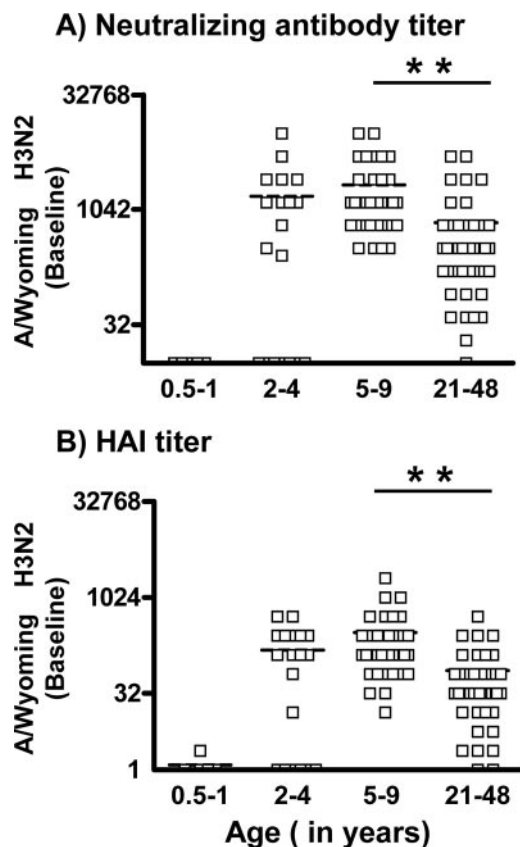 A) Neutralizing antibody titer
* *
A/Wyoming H3N2
(Baseline)
32768
1042
32
0.5-1 2-4 5-9 21-48
B) HAI titer
* *
A/Wyoming H3N2
(Baseline)
32768
1024
32
1
0.5-1 2-4 5-9 21-48
Age ( in years)